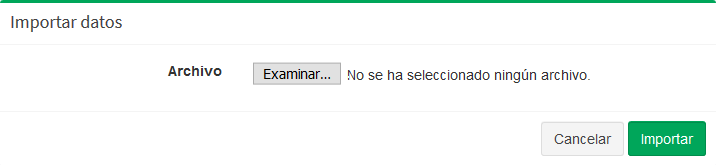 Importar datos
Archivo Examinar... No se ha seleccionado ningún archivo.
Cancelar Importar